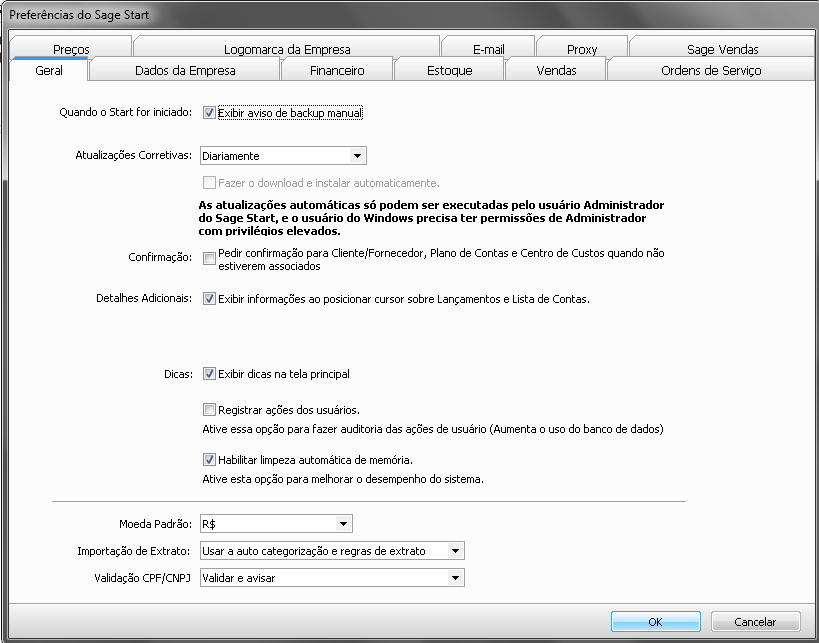 Preferências do Sage Start
Preços
Logomarca da Empresa
E-mail
Proxy
Sage Vendas
Geral
Dados da Empresa
Financeiro
Estoque
Vendas
Ordens de Serviço
Quando o Start for iniciado:
Exibir aviso de backup manual
Atualizações Corretivas:
Diariamente
Fazer o download e instalar automaticamente.
As atualizações automáticas só podem ser executadas pelo usuário Administrador
do Sage Start, e o usuário do Windows precisa ter permissões de Administrador
com privilégios elevados.
Confirmação:
Pedir confirmação para Cliente/Fornecedor, Plano de Contas e Centro de Custos quando não
estiverem associados
Detalhes Adicionais:
Exibir informações ao posicionar cursor sobre Lançamentos e Lista de Contas.
Dicas:
Exibir dicas na tela principal
Registrar ações dos usuários.
Ative essa opção para fazer auditoria das ações de usuário (Aumenta o uso do banco de dados)
Habilitar limpeza automática de memória.
Ative esta opção para melhorar o desempenho do sistema.
Moeda Padrão:
R$
Importação de Extrato:
Usar a auto categorização e regras de extrato
Validação CPF/CNPJ
Validar e avisar
OK
Cancelar